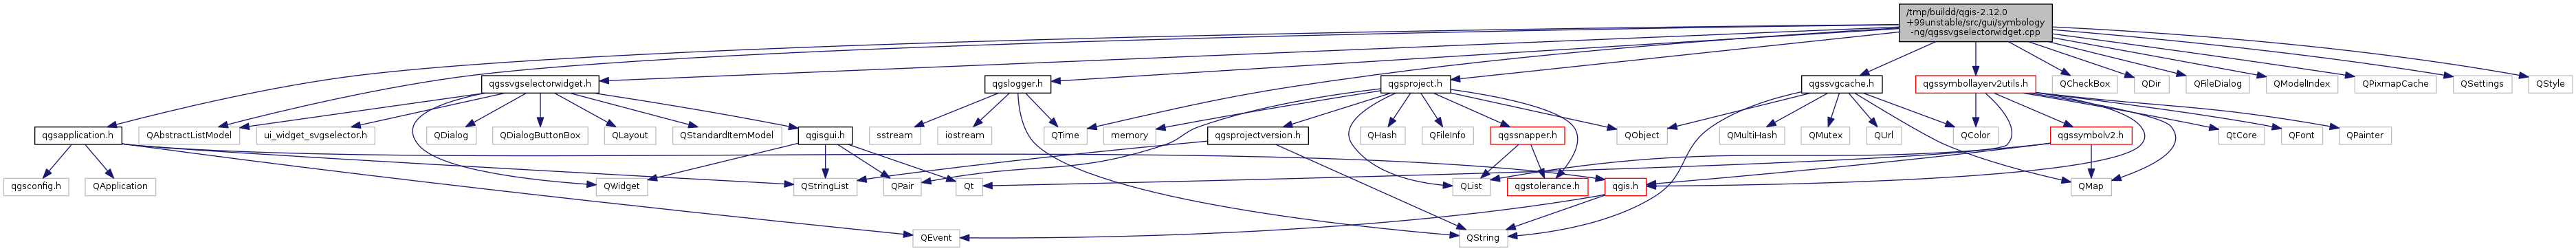 /tmp/buildd/qgis-2.12.0
+99unstable/src/gui/symbology
-ng/qgssvgselectorwidget.cpp
qgssvgselectorwidget.h
qgslogger.h
qgsproject.h
qgssvgcache.h
qgssymbollayerv2utils.h
QCheckBox
QDir
QFileDialog
QModelIndex
QPixmapCache
QSettings
QStyle
qgsapplication.h
QAbstractListModel
ui_widget_svgselector.h
QDialog
QDialogButtonBox
QLayout
QStandardItemModel
qgisgui.h
sstream
iostream
QTime
memory
qgsprojectversion.h
QHash
QFileInfo
qgssnapper.h
QObject
QMultiHash
QMutex
QUrl
QColor
qgssymbolv2.h
QtCore
QFont
QPainter
qgsconfig.h
QApplication
QWidget
QStringList
QPair
Qt
QList
qgstolerance.h
qgis.h
QMap
QEvent
QString